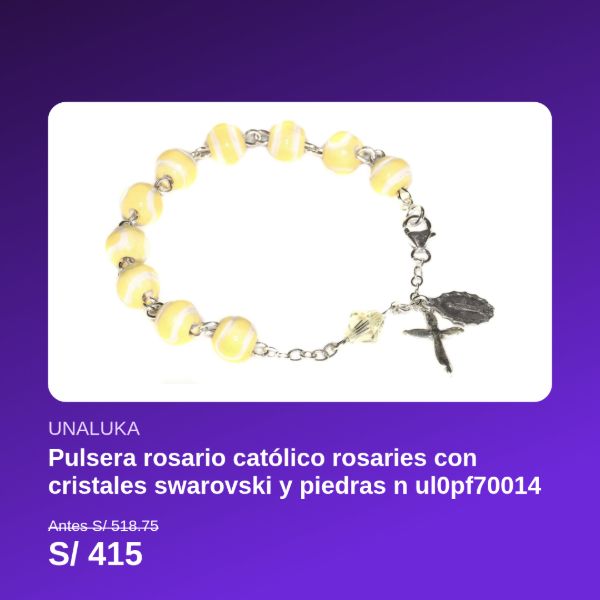 UNALUKA
Pulsera rosario católico rosaries con
cristales swarovski y piedras n ul0pf70014
Antes S/ 518.75
S/ 415